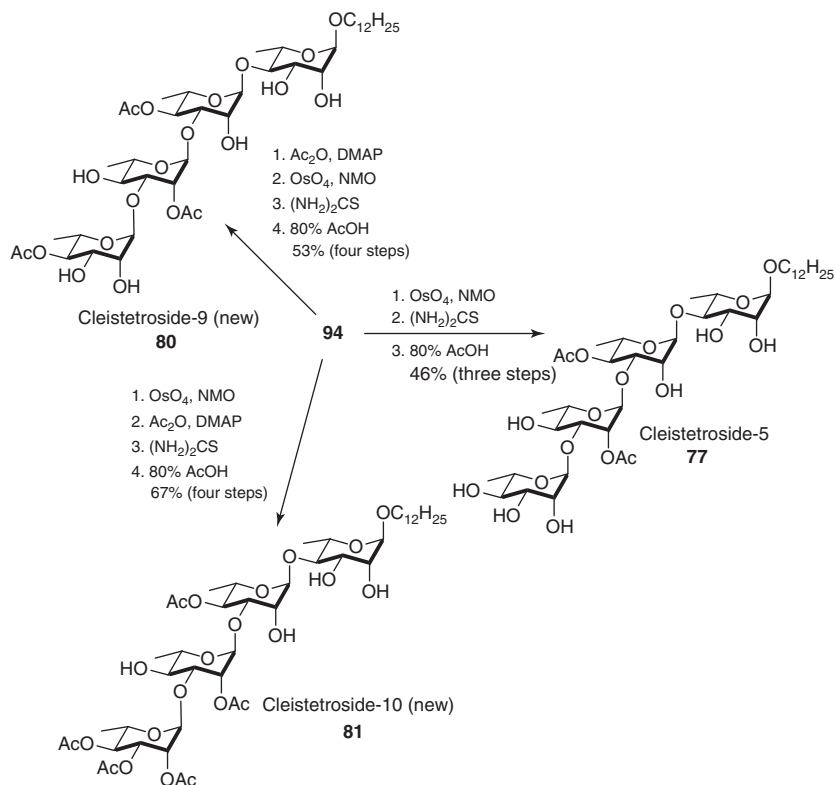 OC₁₂H₂₅
O
O
HO
OH
O
AcO
O
OH
O
HO
O
OAc
O
AcO
HO
OH
1. Ac₂O, DMAP
2. OsO₄, NMO
3. (NH₂)₂CS
4. 80% AcOH
53% (four steps)
Cleistetroside-9 (new)
80
94
1. OsO₄, NMO
2. (NH₂)₂CS
3. 80% AcOH
46% (three steps)
OC₁₂H₂₅
O
O
HO
OH
O
AcO
O
OH
O
HO
O
OAc
O
HO
HO
OH
Cleistetroside-5
77
1. OsO₄, NMO
2. Ac₂O, DMAP
3. (NH₂)₂CS
4. 80% AcOH
67% (four steps)
OC₁₂H₂₅
O
O
HO
OH
O
AcO
O
OH
O
HO
O
OAc
O
AcO
AcO
OAc
Cleistetroside-10 (new)
81